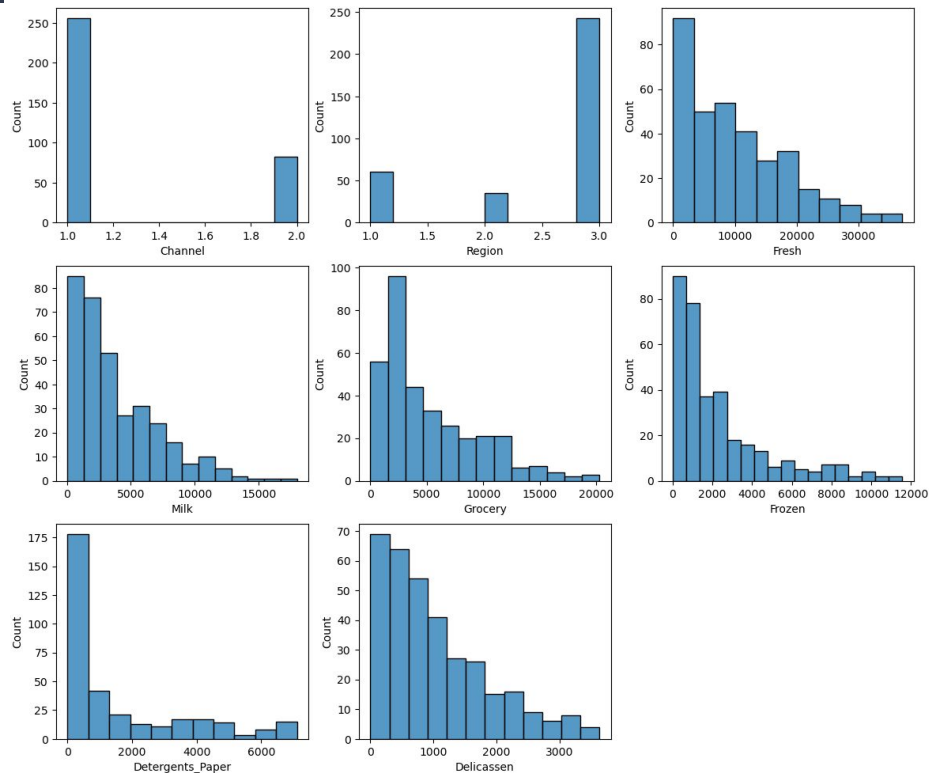 250
200
150
100
50
0
Count
1.0 1.2 1.4 1.6 1.8 2.0
Channel
250
200
150
100
50
0
Count
1.0 1.5 2.0 2.5 3.0
Region
80
60
40
20
0
Count
0 10000 20000 30000
Fresh
80
70
60
50
40
30
20
10
0
Count
0 5000 10000 15000
Milk
100
80
60
40
20
0
Count
0 5000 10000 15000 20000
Grocery
80
60
40
20
0
Count
0 2000 4000 6000 8000 10000 12000
Frozen
175
150
125
100
75
50
25
0
Count
0 2000 4000 6000
Detergents_Paper
70
60
50
40
30
20
10
0
Count
0 1000 2000 3000
Delicassen